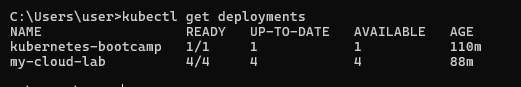 C:\Users\user>kubectl get deployments
NAME                  READY   UP-TO-DATE   AVAILABLE   AGE
kubernetes-bootcamp   1/1     1            1           110m
my-cloud-lab          4/4     4            4           88m